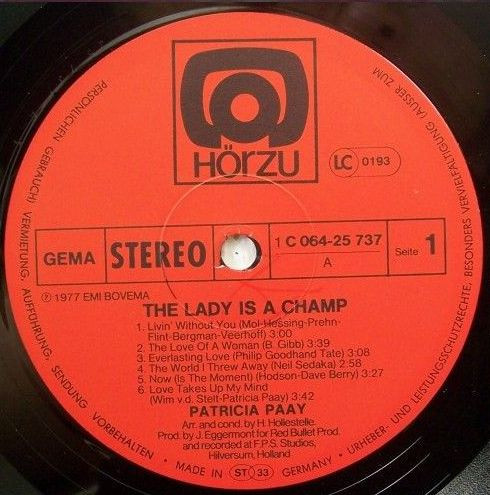 HÖRZU
LC 0193
GEMA
STEREO
1 C 064-25 737
A
Seite 1
℗ 1977 EMI BOVEMA
THE LADY IS A CHAMP
1. Livin' Without You (Mol-Hessing-Prehn-
Flint-Bergman-Veerhoff) 3:00
2. The Love Of A Woman (B. Gibb) 3:39
3. Everlasting Love (Philip Goodhand Tate) 3:08
4. The World I Threw Away (Neil Sedaka) 2:58
5. Now (Is The Moment) (Hodson-Dave Berry) 3:27
6. Love Takes Up My Mind
(Wim v.d. Stelt-Patricia Paay) 3:42
PATRICIA PAAY
Arr. and cond. by H. Hollestelle.
Prod. by J. Eggermont for Red Bullet Prod.
and recorded at F.P.S. Studios,
Hilversum, Holland
URHEBER- UND LEISTUNGSSCHUTZRECHTE, BESONDERS VERVIELFÄLTIGUNG (AUSSER ZUM
PERSÖNLICHEN GEBRAUCH) VERMIETUNG, AUFFÜHRUNG, SENDUNG VORBEHALTEN • MADE IN ST 33 GERMANY •